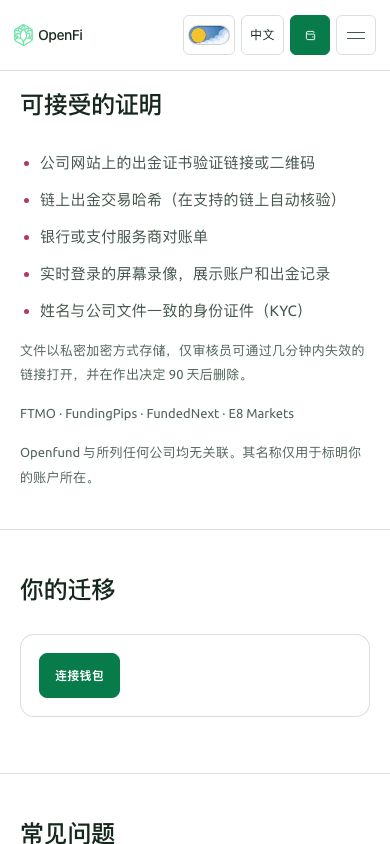 OpenFi
中文
可接受的证明
公司网站上的出金证书验证链接或二维码
链上出金交易哈希（在支持的链上自动核验）
银行或支付服务商对账单
实时登录的屏幕录像，展示账户和出金记录
姓名与公司文件一致的身份证件（KYC）
文件以私密加密方式存储，仅审核员可通过几分钟内失效的
链接打开，并在作出决定 90 天后删除。
FTMO · FundingPips · FundedNext · E8 Markets
Openfund 与所列任何公司均无关联。其名称仅用于标明你
的账户所在。
你的迁移
连接钱包
常见问题